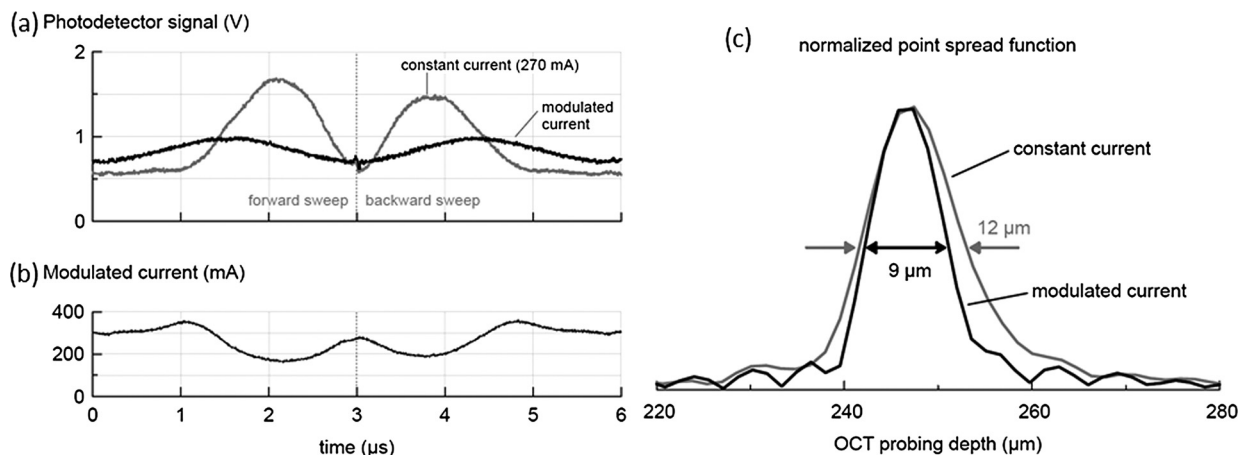 (a) Photodetector signal (V)
2
1
0
constant current (270 mA)
modulated
current
forward sweep
backward sweep
(b) Modulated current (mA)
400
200
0
0 1 2 3 4 5 6
time (µs)
(c)
normalized point spread function
constant current
12 µm
9 µm
modulated current
220 240 260 280
OCT probing depth (µm)